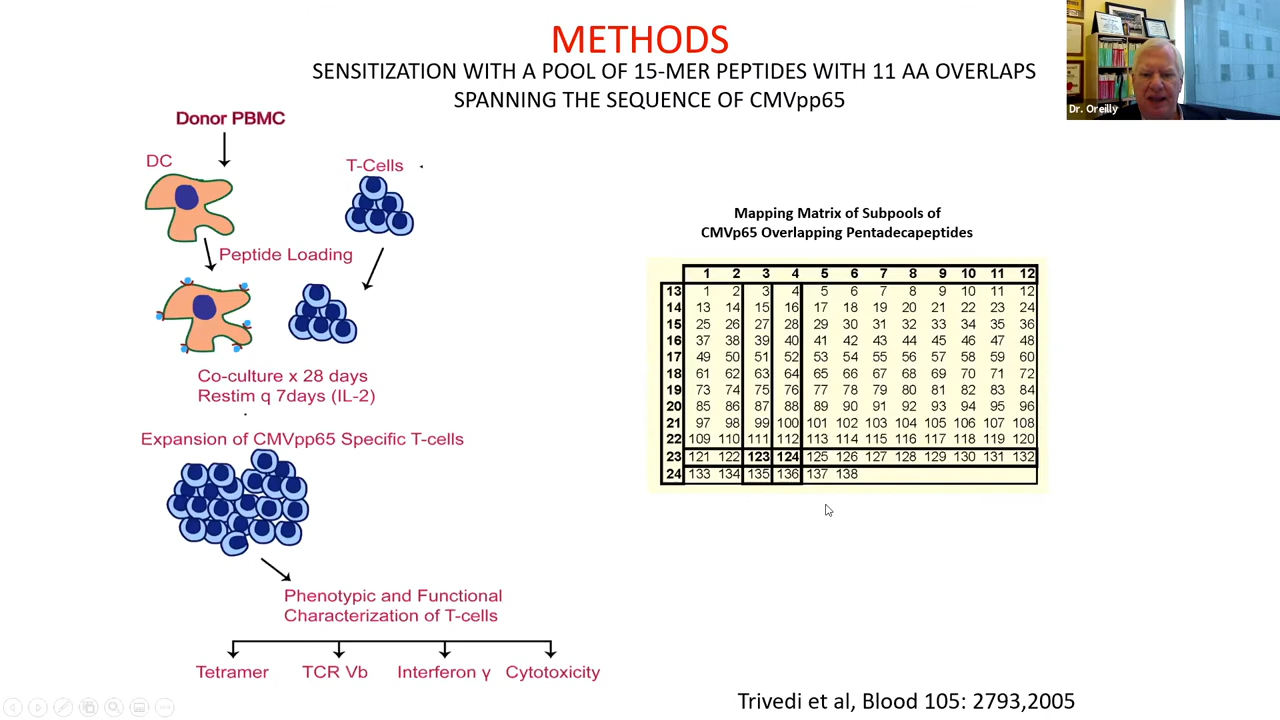 METHODS
SENSITIZATION WITH A POOL OF 15-MER PEPTIDES WITH 11 AA OVERLAPS
SPANNING THE SEQUENCE OF CMVpp65
Dr. Oreilly
Donor PBMC
DC
T-Cells
Peptide Loading
Co-culture x 28 days
Restim q 7days (IL-2)
Expansion of CMVpp65 Specific T-cells
Phenotypic and Functional
Characterization of T-cells
Tetramer TCR Vb Interferon γ Cytotoxicity
Mapping Matrix of Subpools of
CMVp65 Overlapping Pentadecapeptides
1 2 3 4 5 6 7 8 9 10 11 12
13 1 2 3 4 5 6 7 8 9 10 11 12
14 13 14 15 16 17 18 19 20 21 22 23 24
15 25 26 27 28 29 30 31 32 33 34 35 36
16 37 38 39 40 41 42 43 44 45 46 47 48
17 49 50 51 52 53 54 55 56 57 58 59 60
18 61 62 63 64 65 66 67 68 69 70 71 72
19 73 74 75 76 77 78 79 80 81 82 83 84
20 85 86 87 88 89 90 91 92 93 94 95 96
21 97 98 99 100 101 102 103 104 105 106 107 108
22 109 110 111 112 113 114 115 116 117 118 119 120
23 121 122 123 124 125 126 127 128 129 130 131 132
24 133 134 135 136 137 138
Trivedi et al, Blood 105: 2793,2005